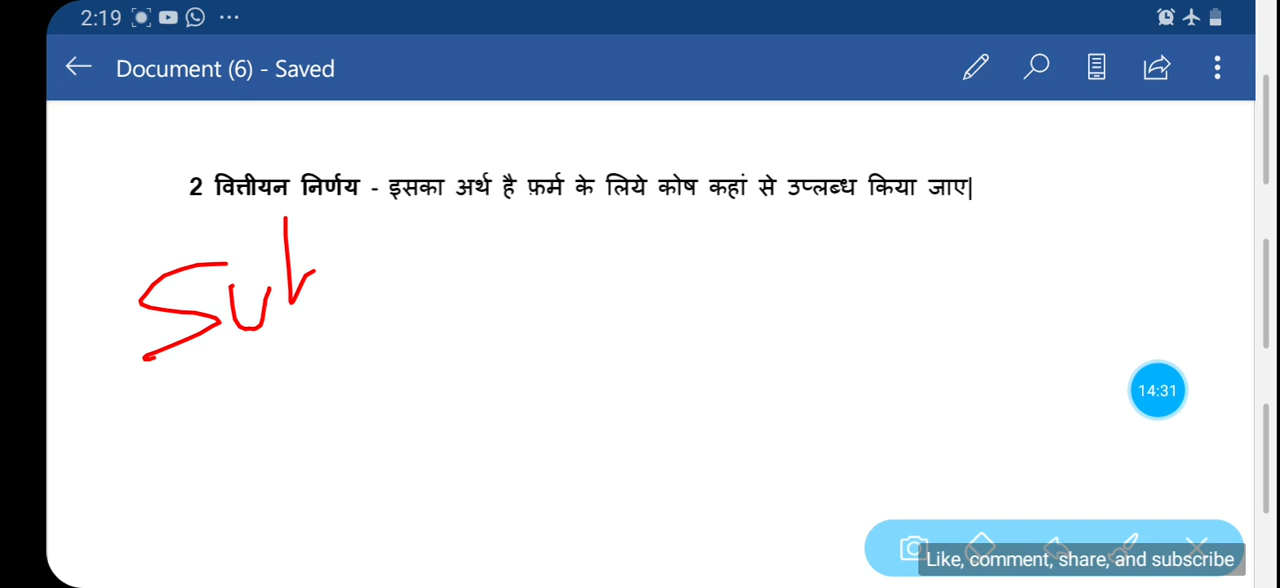 2:19
Document (6) - Saved
2 वित्तीयन निर्णय - इसका अर्थ है फ़र्म के लिये कोष कहां से उप्लब्ध किया जाए|
Sub
14:31
Like, comment, share, and subscribe